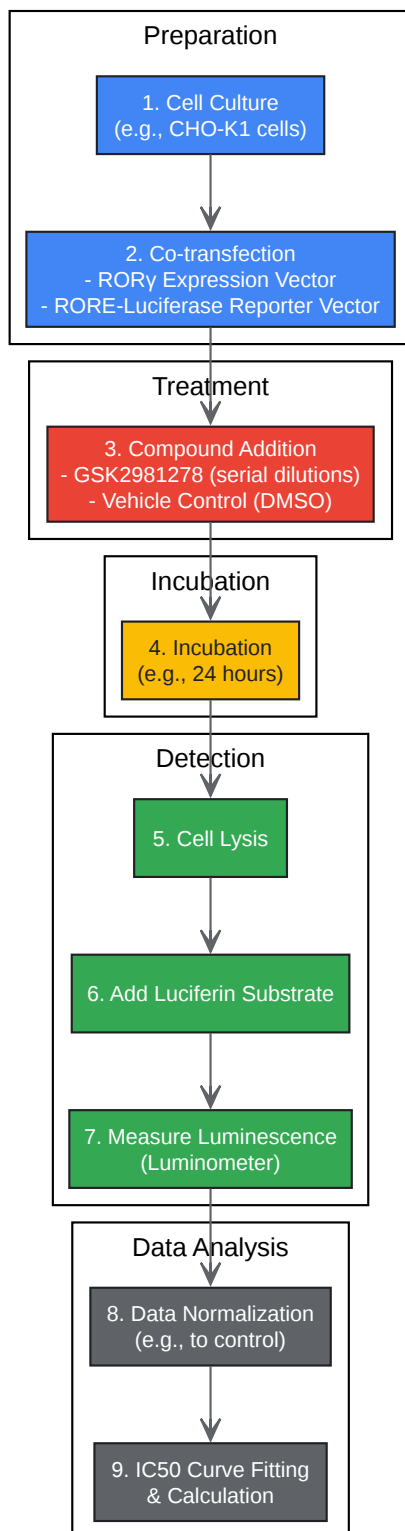 Preparation
1. Cell Culture
(e.g., CHO-K1 cells)
2. Co-transfection
- RORγ Expression Vector
- RORE-Luciferase Reporter Vector
Treatment
3. Compound Addition
- GSK2981278 (serial dilutions)
- Vehicle Control (DMSO)
Incubation
4. Incubation
(e.g., 24 hours)
Detection
5. Cell Lysis
6. Add Luciferin Substrate
7. Measure Luminescence
(Luminometer)
Data Analysis
8. Data Normalization
(e.g., to control)
9. IC50 Curve Fitting
& Calculation